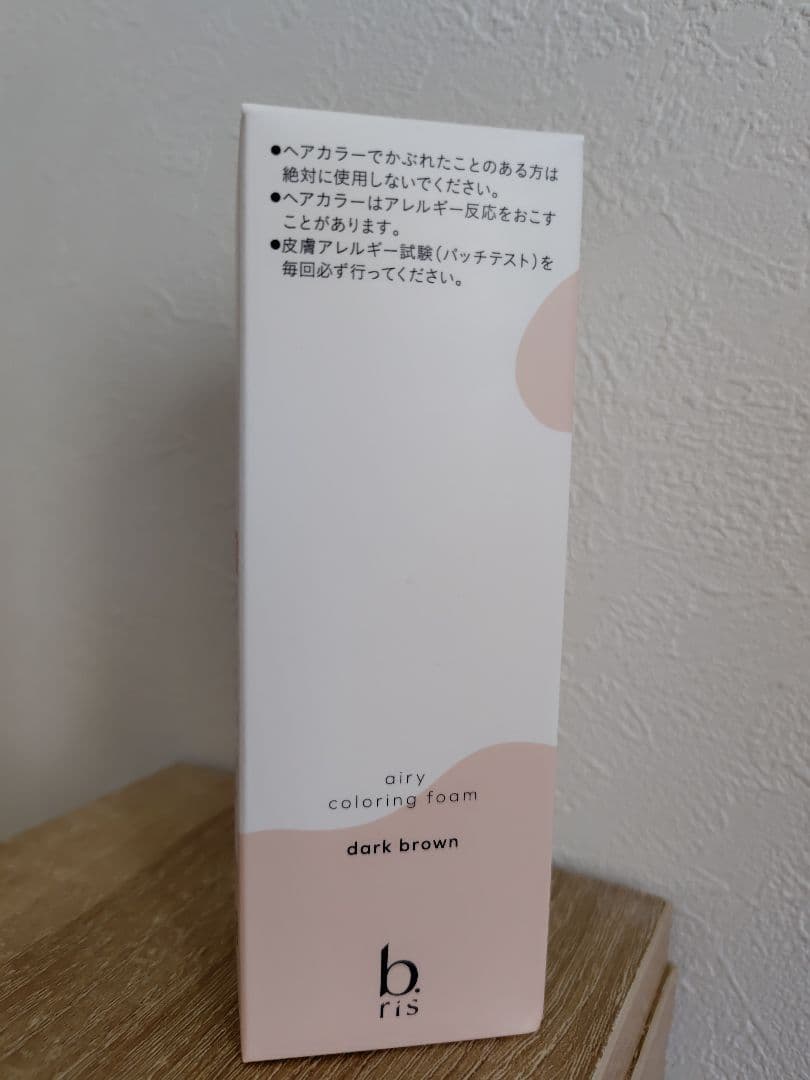 ●ヘアカラーでかぶれたことのある方は
絶対に使用しないでください。
●ヘアカラーはアレルギー反応をおこす
ことがあります。
●皮膚アレルギー試験(パッチテスト)を
毎回必ず行ってください。
airy
coloring foam
dark brown
b.
ris